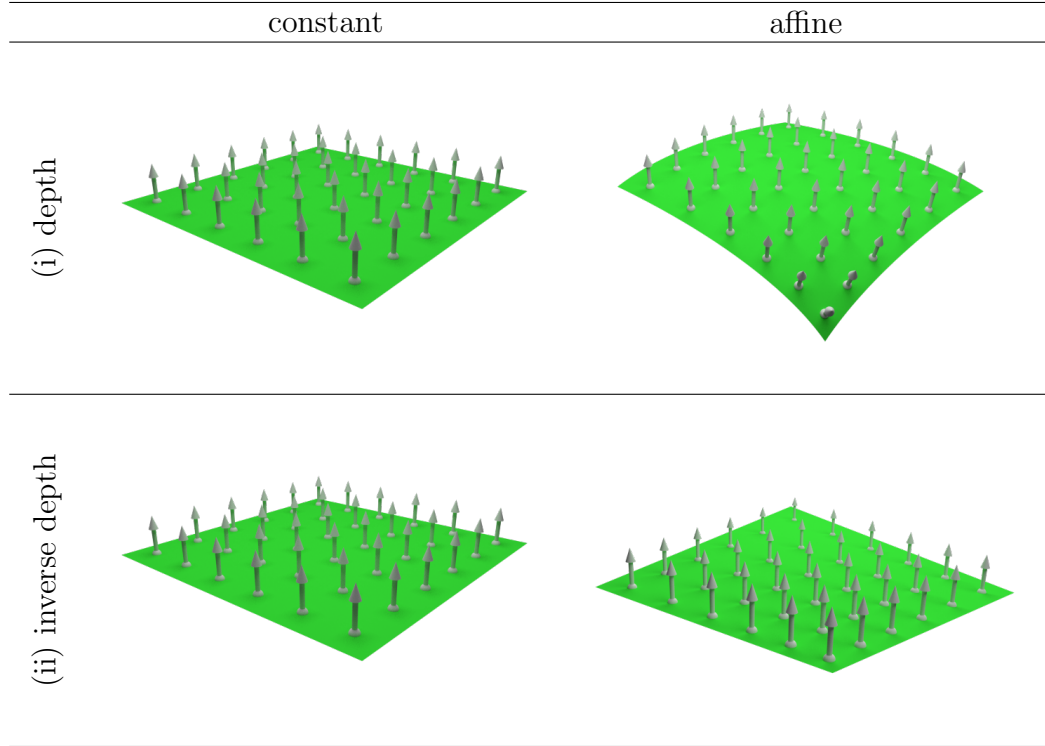 constant affine
(i) depth
(ii) inverse depth